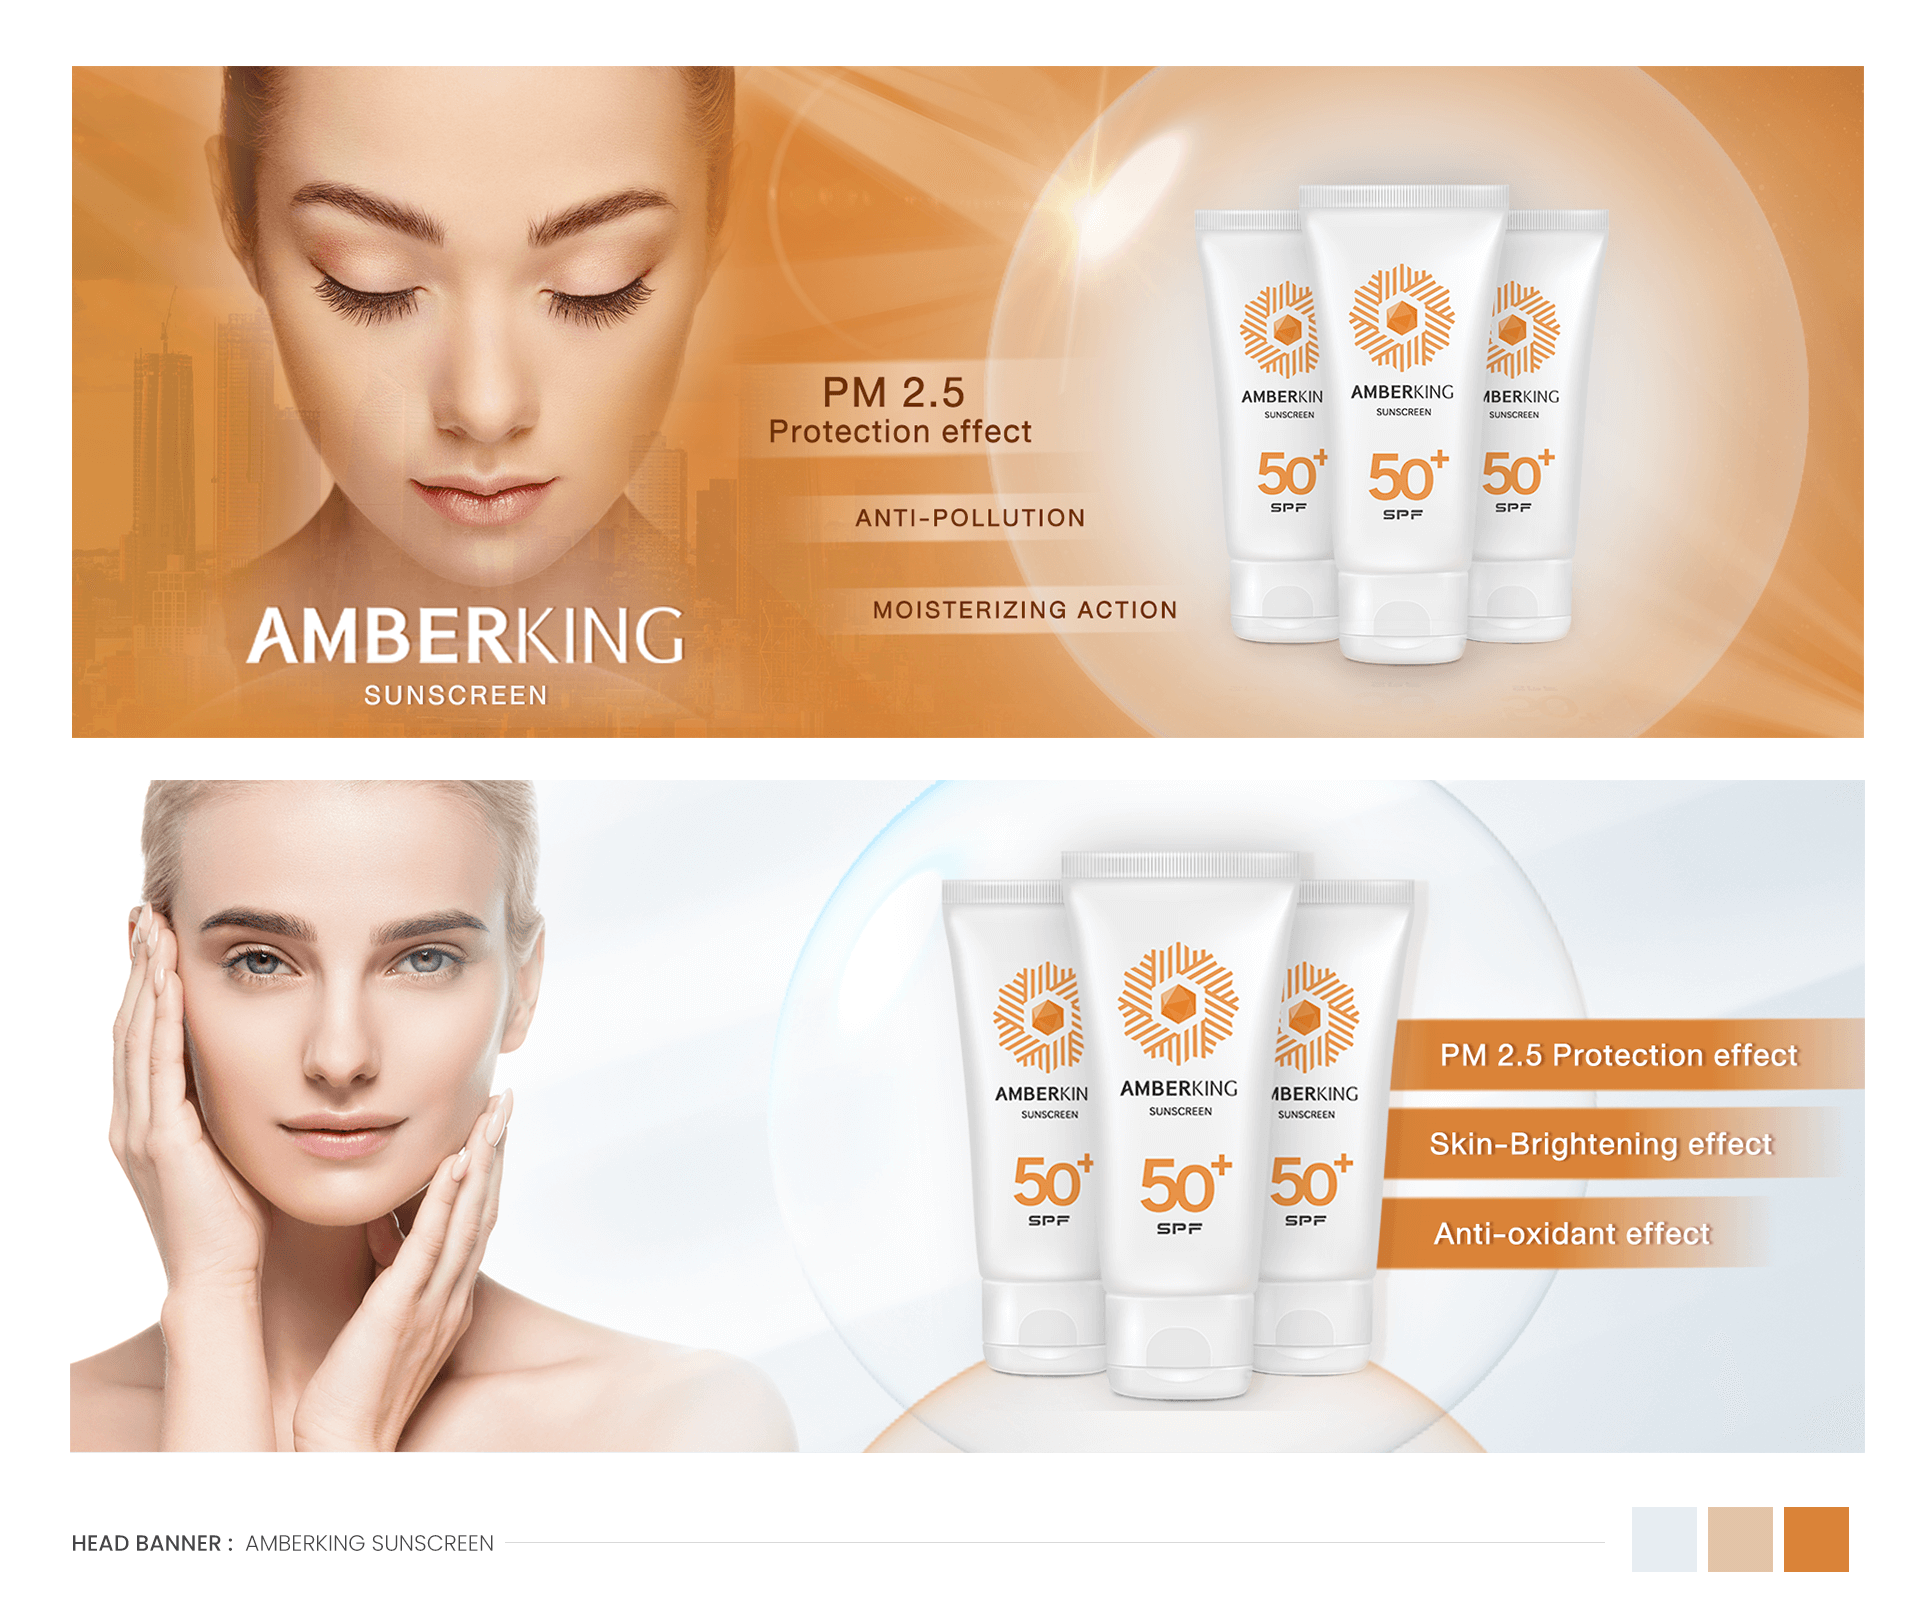 PM 2.5
Protection effect
ANTI-POLLUTION
MOISTERIZING ACTION
AMBERKING
SUNSCREEN
AMBERKIN
SUNSCREEN
50+
SPF
AMBERKING
SUNSCREEN
50+
SPF
MBERKING
SUNSCREEN
50+
SPF
AMBERKIN
SUNSCREEN
50+
SPF
AMBERKING
SUNSCREEN
50+
SPF
MBERKING
SUNSCREEN
50+
SPF
PM 2.5 Protection effect
Skin-Brightening effect
Anti-oxidant effect
HEAD BANNER : AMBERKING SUNSCREEN